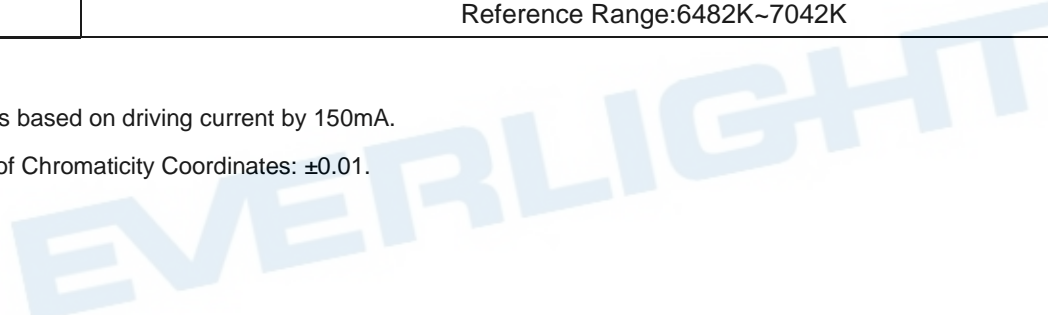 Reference Range:6482K~7042K
s based on driving current by 150mA.
of Chromaticity Coordinates: ±0.01.
EVERLIGHT